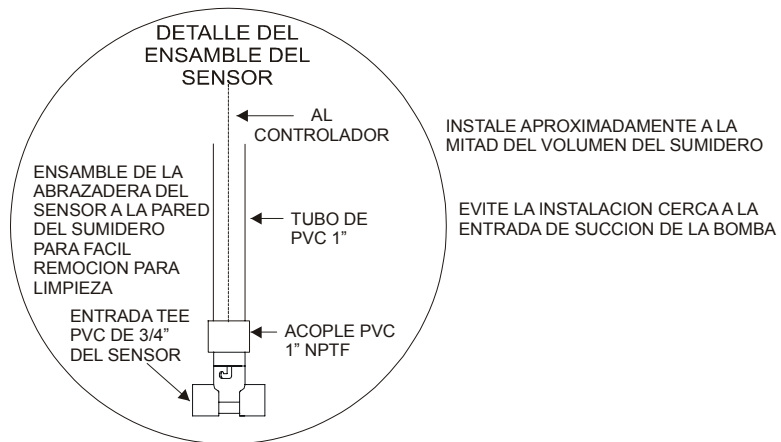 DETALLE DEL
ENSAMBLE DEL
SENSOR
AL
CONTROLADOR
INSTALE APROXIMADAMENTE A LA
MITAD DEL VOLUMEN DEL SUMIDERO
ENSAMBLE DE LA
ABRAZADERA DEL
SENSOR A LA PARED
DEL SUMIDERO
PARA FACIL
REMOCION PARA
LIMPIEZA
TUBO DE
PVC 1”
EVITE LA INSTALACION CERCA A LA
ENTRADA DE SUCCION DE LA BOMBA
ENTRADA TEE
PVC DE 3/4”
DEL SENSOR
ACOPLE PVC
1” NPTF